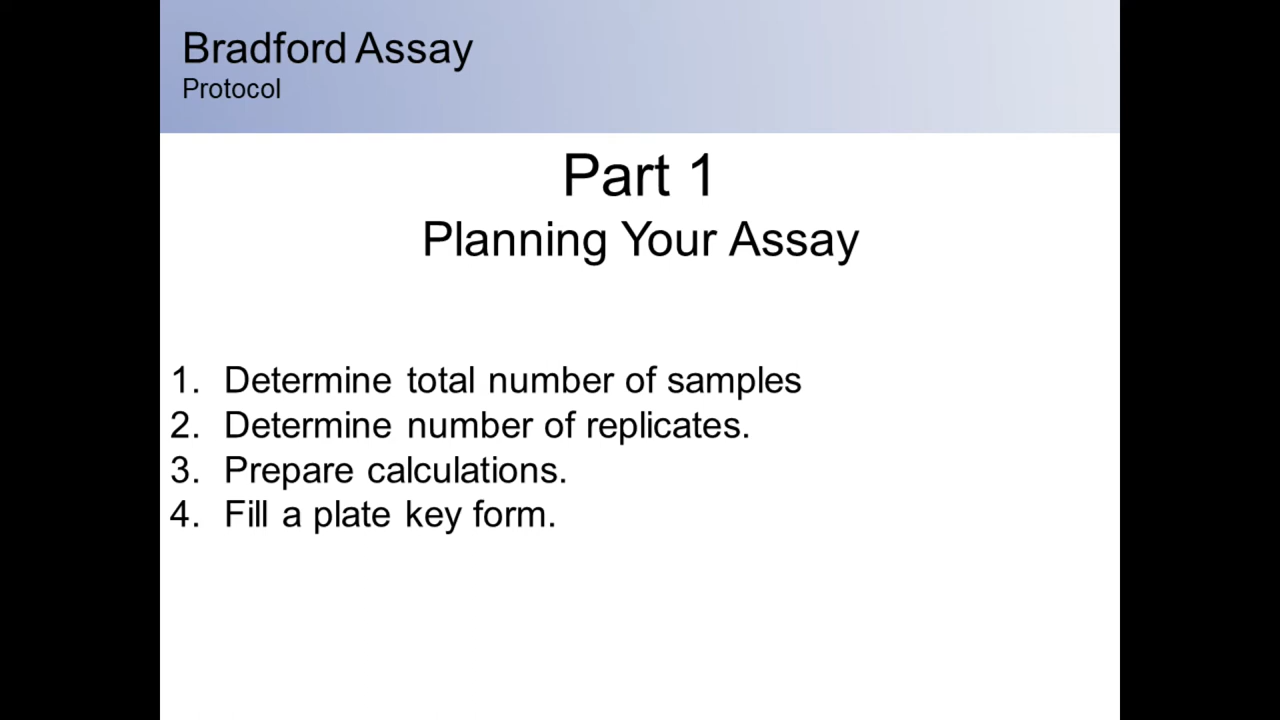 Bradford Assay
Protocol
Part 1
Planning Your Assay
1. Determine total number of samples
2. Determine number of replicates.
3. Prepare calculations.
4. Fill a plate key form.